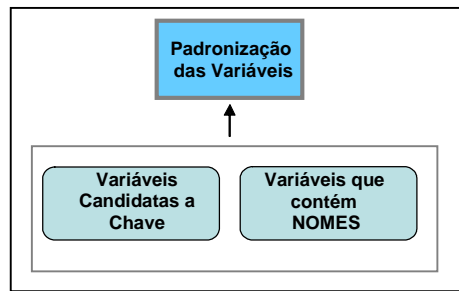 Padronização
das Variáveis
Variáveis
Candidatas a
Chave
Variáveis que
contém
NOMES